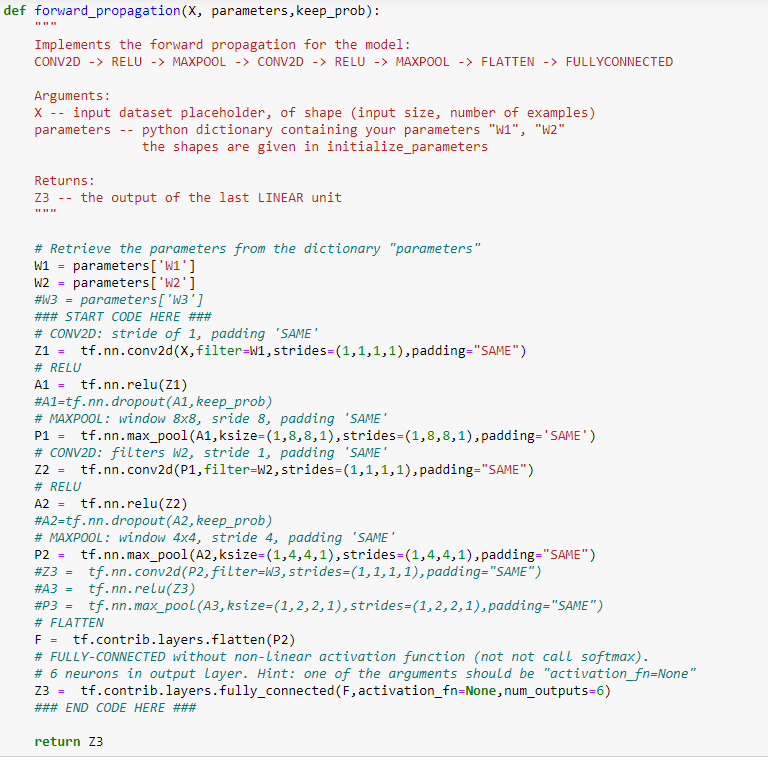 def forward_propagation(X, parameters,keep_prob):
    """
    Implements the forward propagation for the model:
    CONV2D -> RELU -> MAXPOOL -> CONV2D -> RELU -> MAXPOOL -> FLATTEN -> FULLYCONNECTED

    Arguments:
    X -- input dataset placeholder, of shape (input size, number of examples)
    parameters -- python dictionary containing your parameters "W1", "W2"
                  the shapes are given in initialize_parameters

    Returns:
    Z3 -- the output of the last LINEAR unit
    """

    # Retrieve the parameters from the dictionary "parameters"
    W1 = parameters['W1']
    W2 = parameters['W2']
    #W3 = parameters['W3']
    ### START CODE HERE ###
    # CONV2D: stride of 1, padding 'SAME'
    Z1 =  tf.nn.conv2d(X,filter=W1,strides=(1,1,1,1),padding="SAME")
    # RELU
    A1 =  tf.nn.relu(Z1)
    #A1=tf.nn.dropout(A1,keep_prob)
    # MAXPOOL: window 8x8, sride 8, padding 'SAME'
    P1 =  tf.nn.max_pool(A1,ksize=(1,8,8,1),strides=(1,8,8,1),padding='SAME')
    # CONV2D: filters W2, stride 1, padding 'SAME'
    Z2 =  tf.nn.conv2d(P1,filter=W2,strides=(1,1,1,1),padding="SAME")
    # RELU
    A2 =  tf.nn.relu(Z2)
    #A2=tf.nn.dropout(A2,keep_prob)
    # MAXPOOL: window 4x4, stride 4, padding 'SAME'
    P2 =  tf.nn.max_pool(A2,ksize=(1,4,4,1),strides=(1,4,4,1),padding="SAME")
    #Z3 =  tf.nn.conv2d(P2,filter=W3,strides=(1,1,1,1),padding="SAME")
    #A3 =  tf.nn.relu(Z3)
    #P3 =  tf.nn.max_pool(A3,ksize=(1,2,2,1),strides=(1,2,2,1),padding="SAME")
    # FLATTEN
    F =  tf.contrib.layers.flatten(P2)
    # FULLY-CONNECTED without non-linear activation function (not not call softmax).
    # 6 neurons in output layer. Hint: one of the arguments should be "activation_fn=None"
    Z3 =  tf.contrib.layers.fully_connected(F,activation_fn=None,num_outputs=6)
    ### END CODE HERE ###

    return Z3